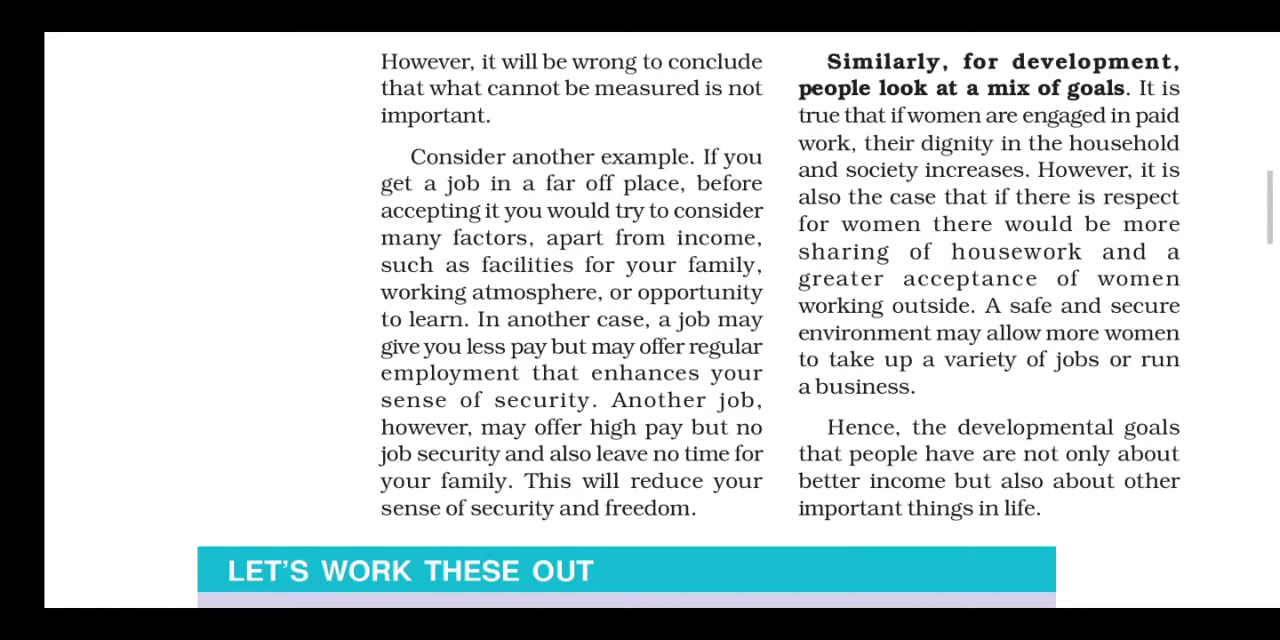 However, it will be wrong to conclude
that what cannot be measured is not
important.
Consider another example. If you
get a job in a far off place, before
accepting it you would try to consider
many factors, apart from income,
such as facilities for your family,
working atmosphere, or opportunity
to learn. In another case, a job may
give you less pay but may offer regular
employment that enhances your
sense of security. Another job,
however, may offer high pay but no
job security and also leave no time for
your family. This will reduce your
sense of security and freedom.
Similarly, for development,
people look at a mix of goals. It is
true that if women are engaged in paid
work, their dignity in the household
and society increases. However, it is
also the case that if there is respect
for women there would be more
sharing of housework and a
greater acceptance of women
working outside. A safe and secure
environment may allow more women
to take up a variety of jobs or run
a business.
Hence, the developmental goals
that people have are not only about
better income but also about other
important things in life.
LET'S WORK THESE OUT